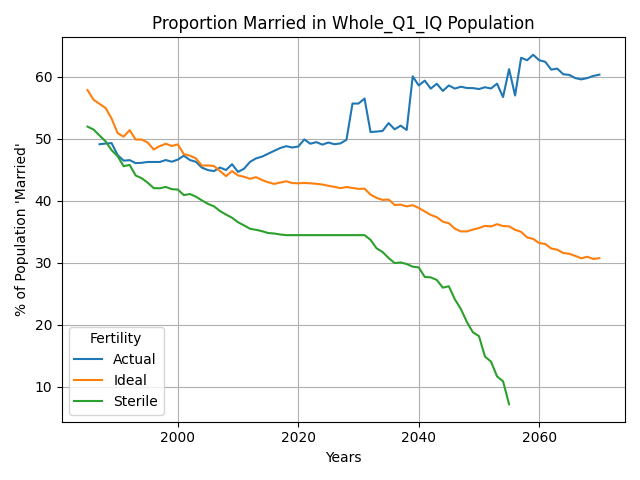 Proportion Married in Whole_Q1_IQ Population
% of Population 'Married'
60
50
40
30
20
10
Fertility
Actual
Ideal
Sterile
2000
2020
2040
2060
Years